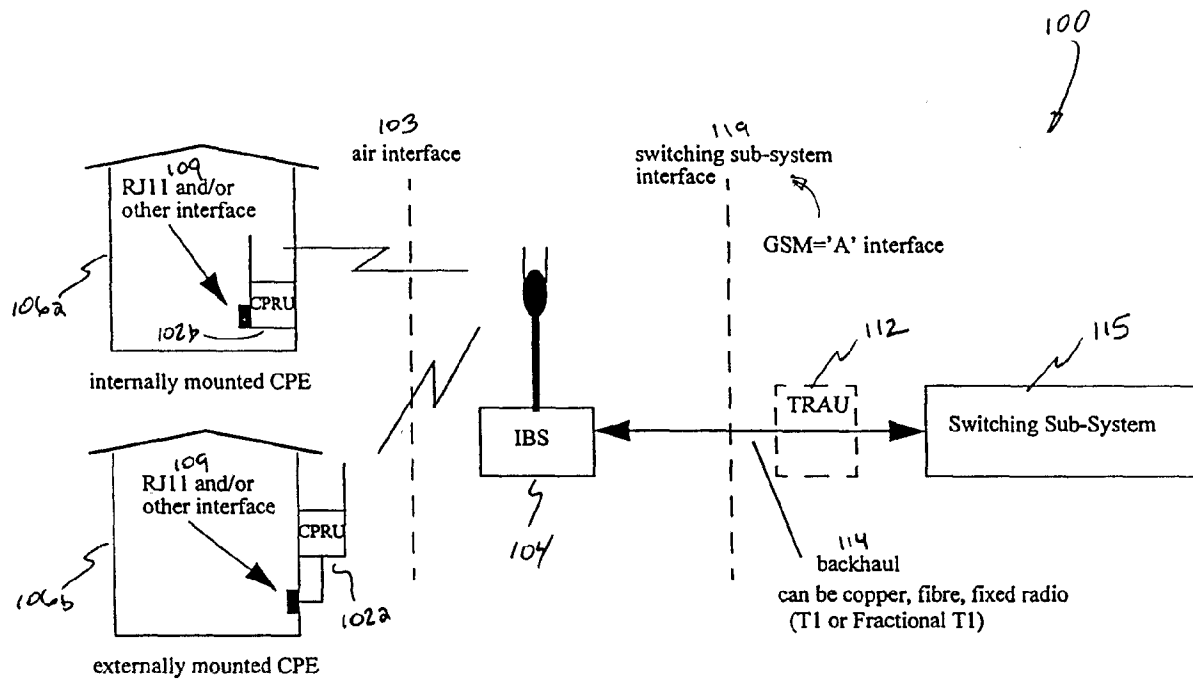 100
103
air interface
119
switching sub-system
interface
GSM='A' interface
109
RJ11 and/or
other interface
CPRU
102b
106a
internally mounted CPE
112
TRAU
115
Switching Sub-System
IBS
104
109
RJ11 and/or
other interface
CPRU
102a
106b
externally mounted CPE
114
backhaul
can be copper, fibre, fixed radio
(T1 or Fractional T1)